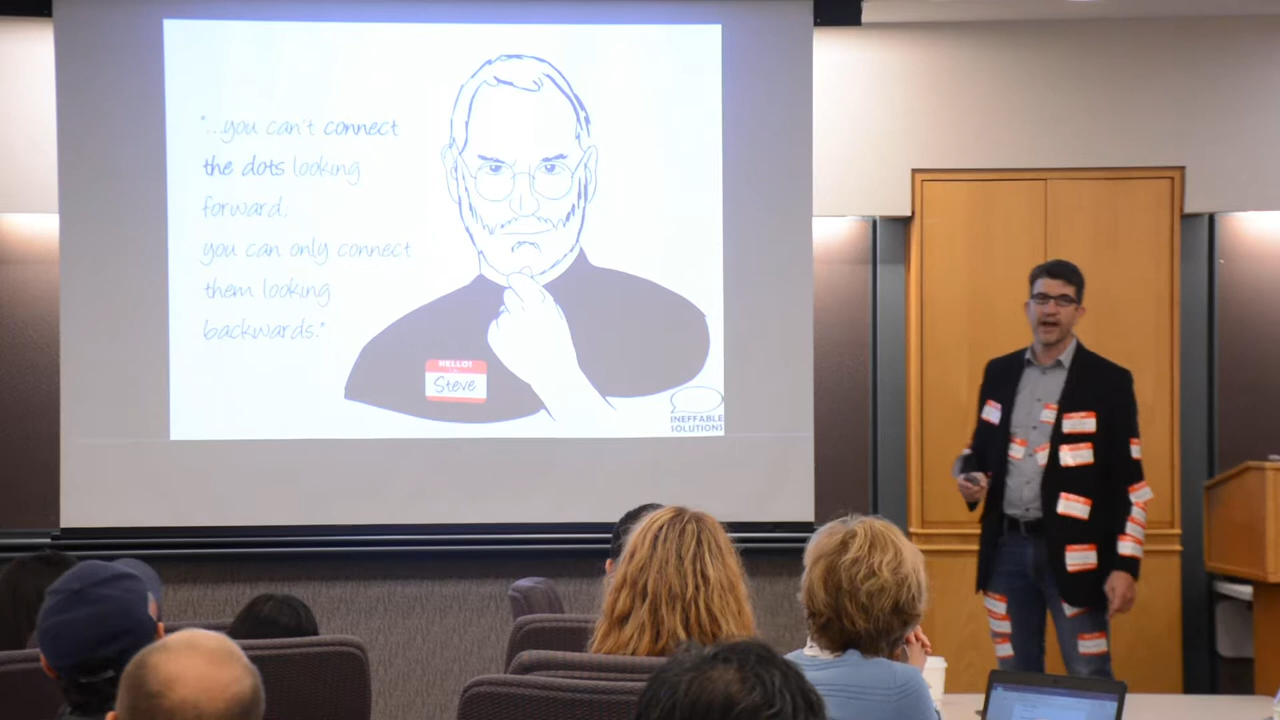 "...you can't connect
the dots looking
forward;
you can only connect
them looking
backwards."
HELLO!
Steve
INEFFABLE
SOLUTIONS